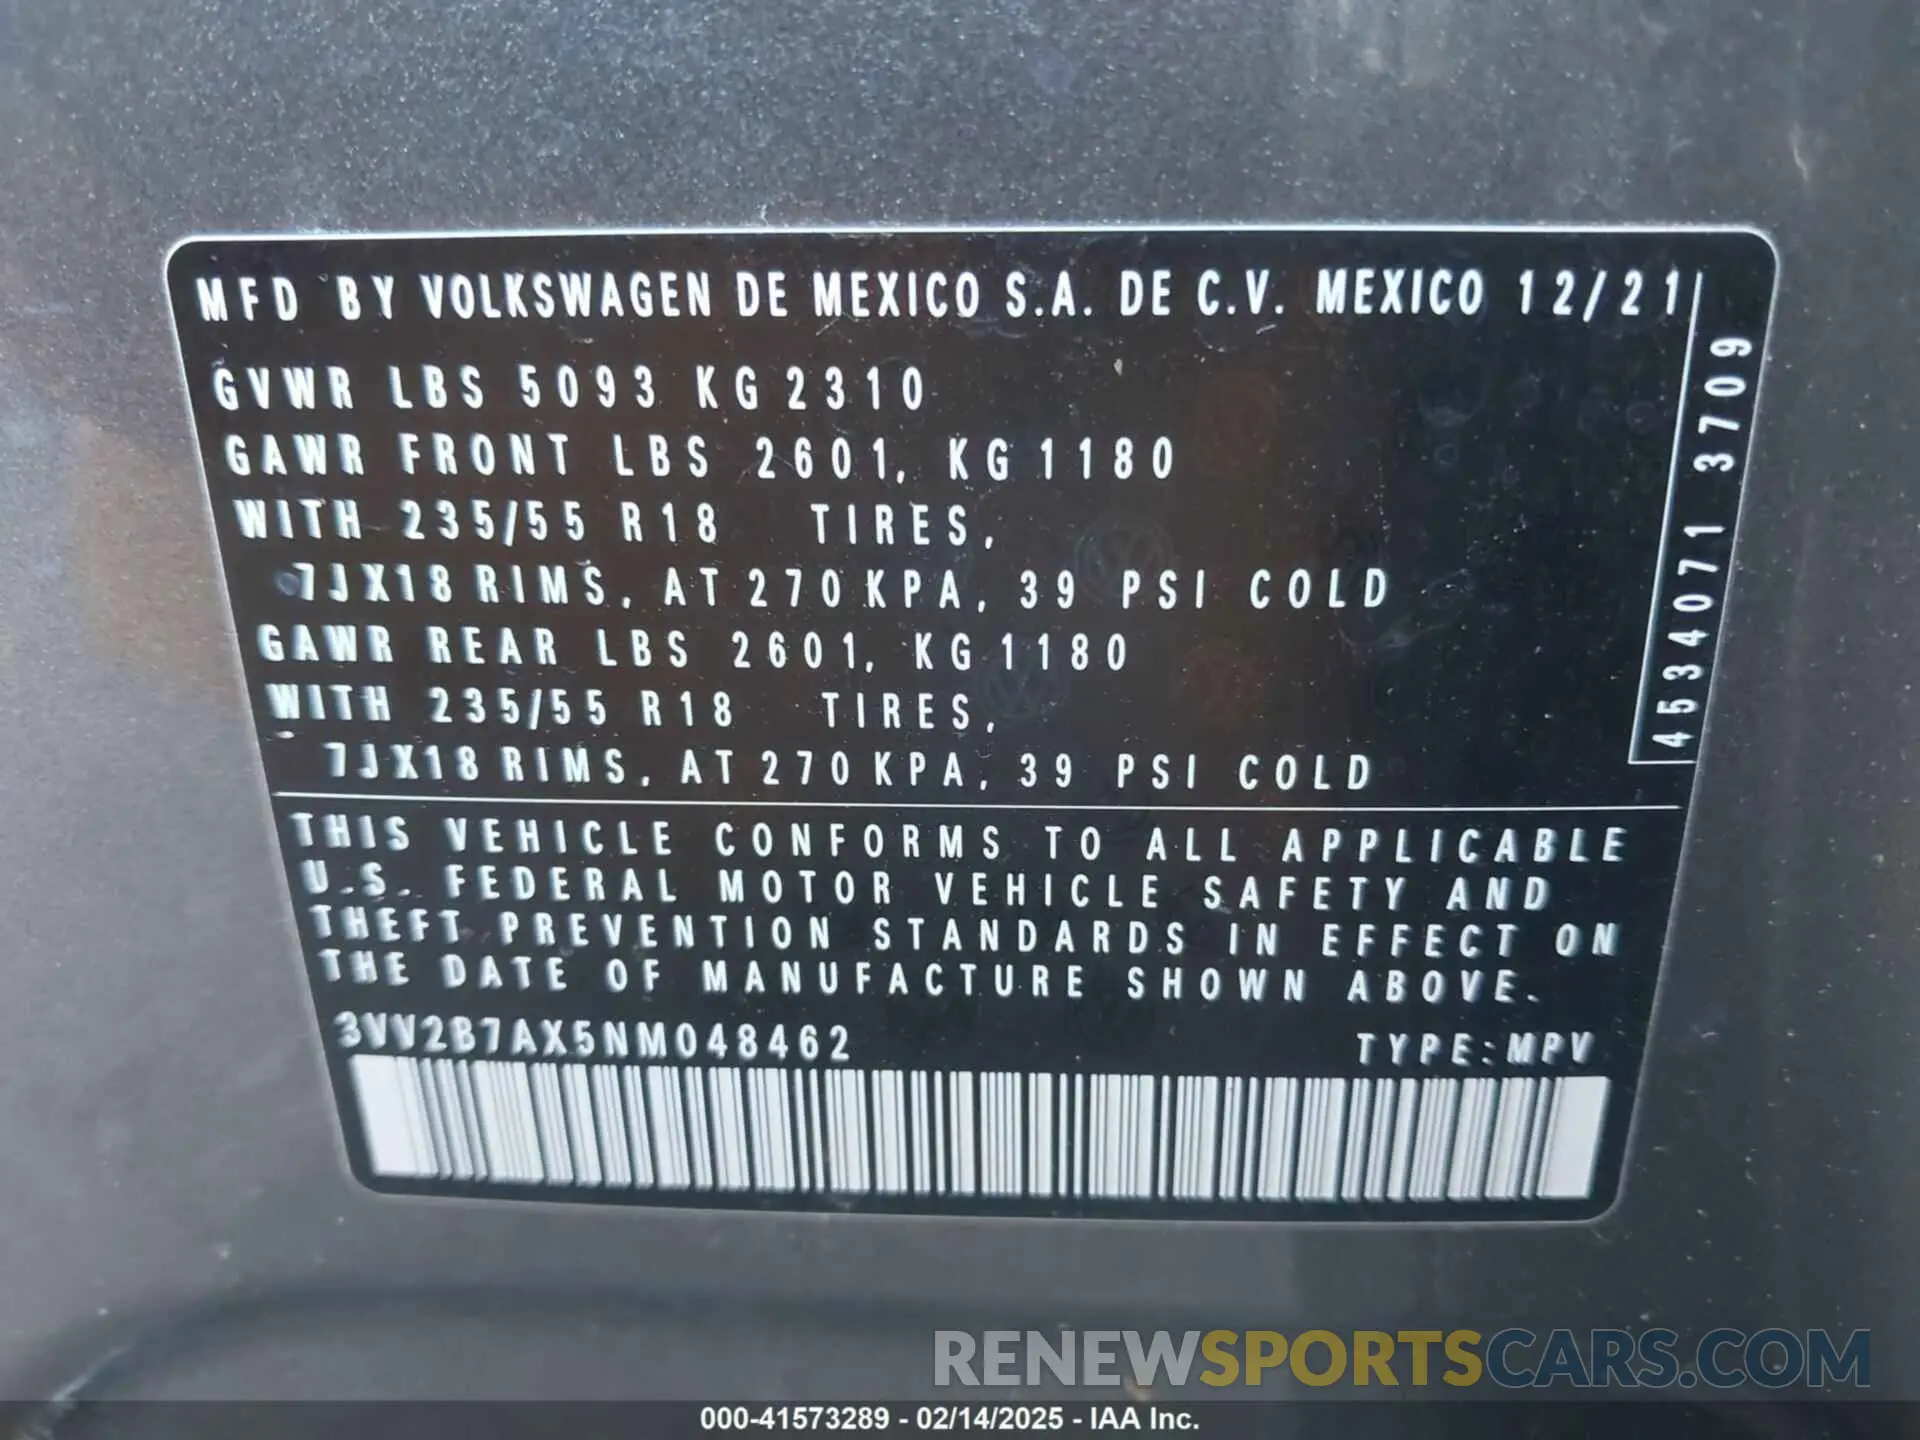 MFD BY VOLKSWAGEN DE MEXICO S.A. DE C.V. MEXICO 12/21
GVWR LBS 5093 KG 2310
GAWR FRONT LBS 2601, KG 1180
WITH 235/55 R18 TIRES,
7JX18 RIMS, AT 270 KPA, 39 PSI COLD
GAWR REAR LBS 2601, KG 1180
WITH 235/55 R18 TIRES,
7JX18 RIMS, AT 270 KPA, 39 PSI COLD
4534071 3709
THIS VEHICLE CONFORMS TO ALL APPLICABLE
U.S. FEDERAL MOTOR VEHICLE SAFETY AND
THEFT PREVENTION STANDARDS IN EFFECT ON
THE DATE OF MANUFACTURE SHOWN ABOVE.
3VV2B7AX5NM048462 TYPE:MPV
RENEWSPORTSCARS.COM
000-41573289 - 02/14/2025 - IAA Inc.